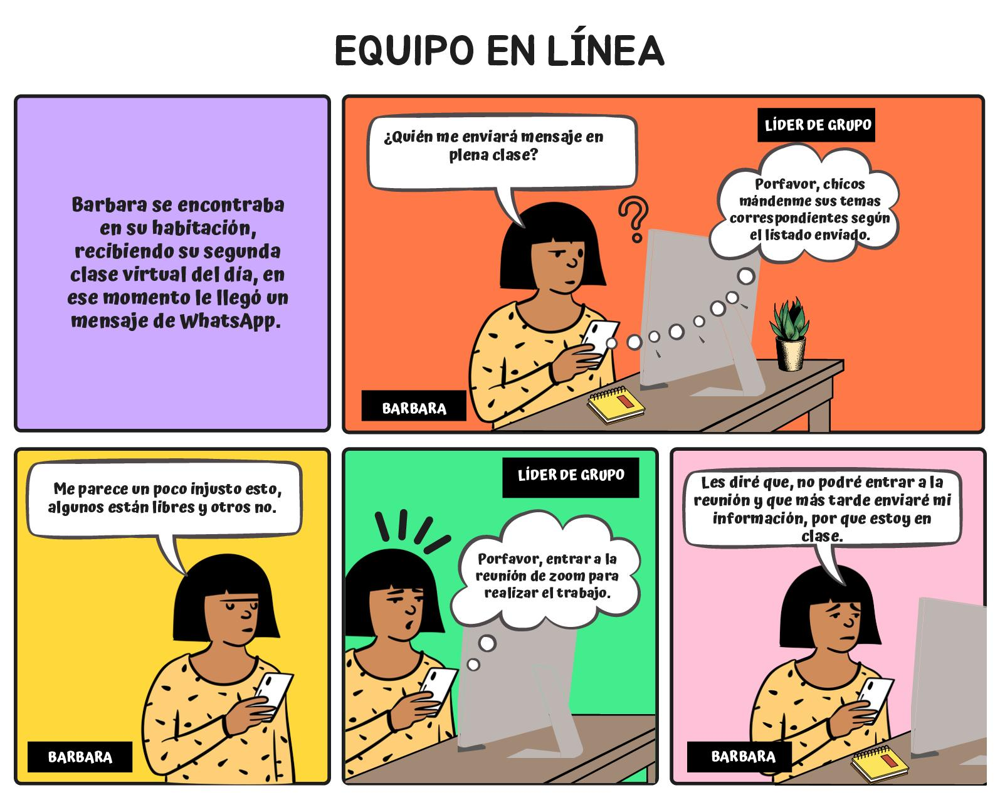 EQUIPO EN LÍNEA
Barbara se encontraba
en su habitación,
recibiendo su segunda
clase virtual del día, en
ese momento le llegó un
mensaje de WhatsApp.
¿Quién me enviará mensaje en
plena clase?
LÍDER DE GRUPO
Porfavor, chicos
mándenme sus temas
correspondientes según
el listado enviado.
BARBARA
Me parece un poco injusto esto,
algunos están libres y otros no.
BARBARA
LÍDER DE GRUPO
Porfavor, entrar a la
reunión de zoom para
realizar el trabajo.
Les diré que, no podré entrar a la
reunión y que más tarde enviaré mi
información, por que estoy en
clase.
BARBARA